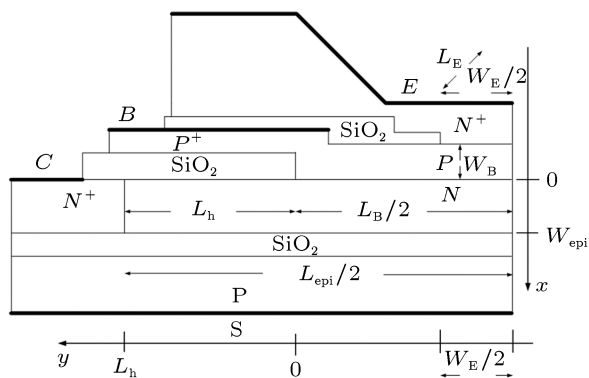 L_E
W_E/2
E
B
SiO₂
N⁺
P⁺
P
W_B
C
SiO₂
0
N⁺
N
L_h
L_B/2
W_epi
SiO₂
L_epi/2
x
P
S
y
L_h
0
W_E/2